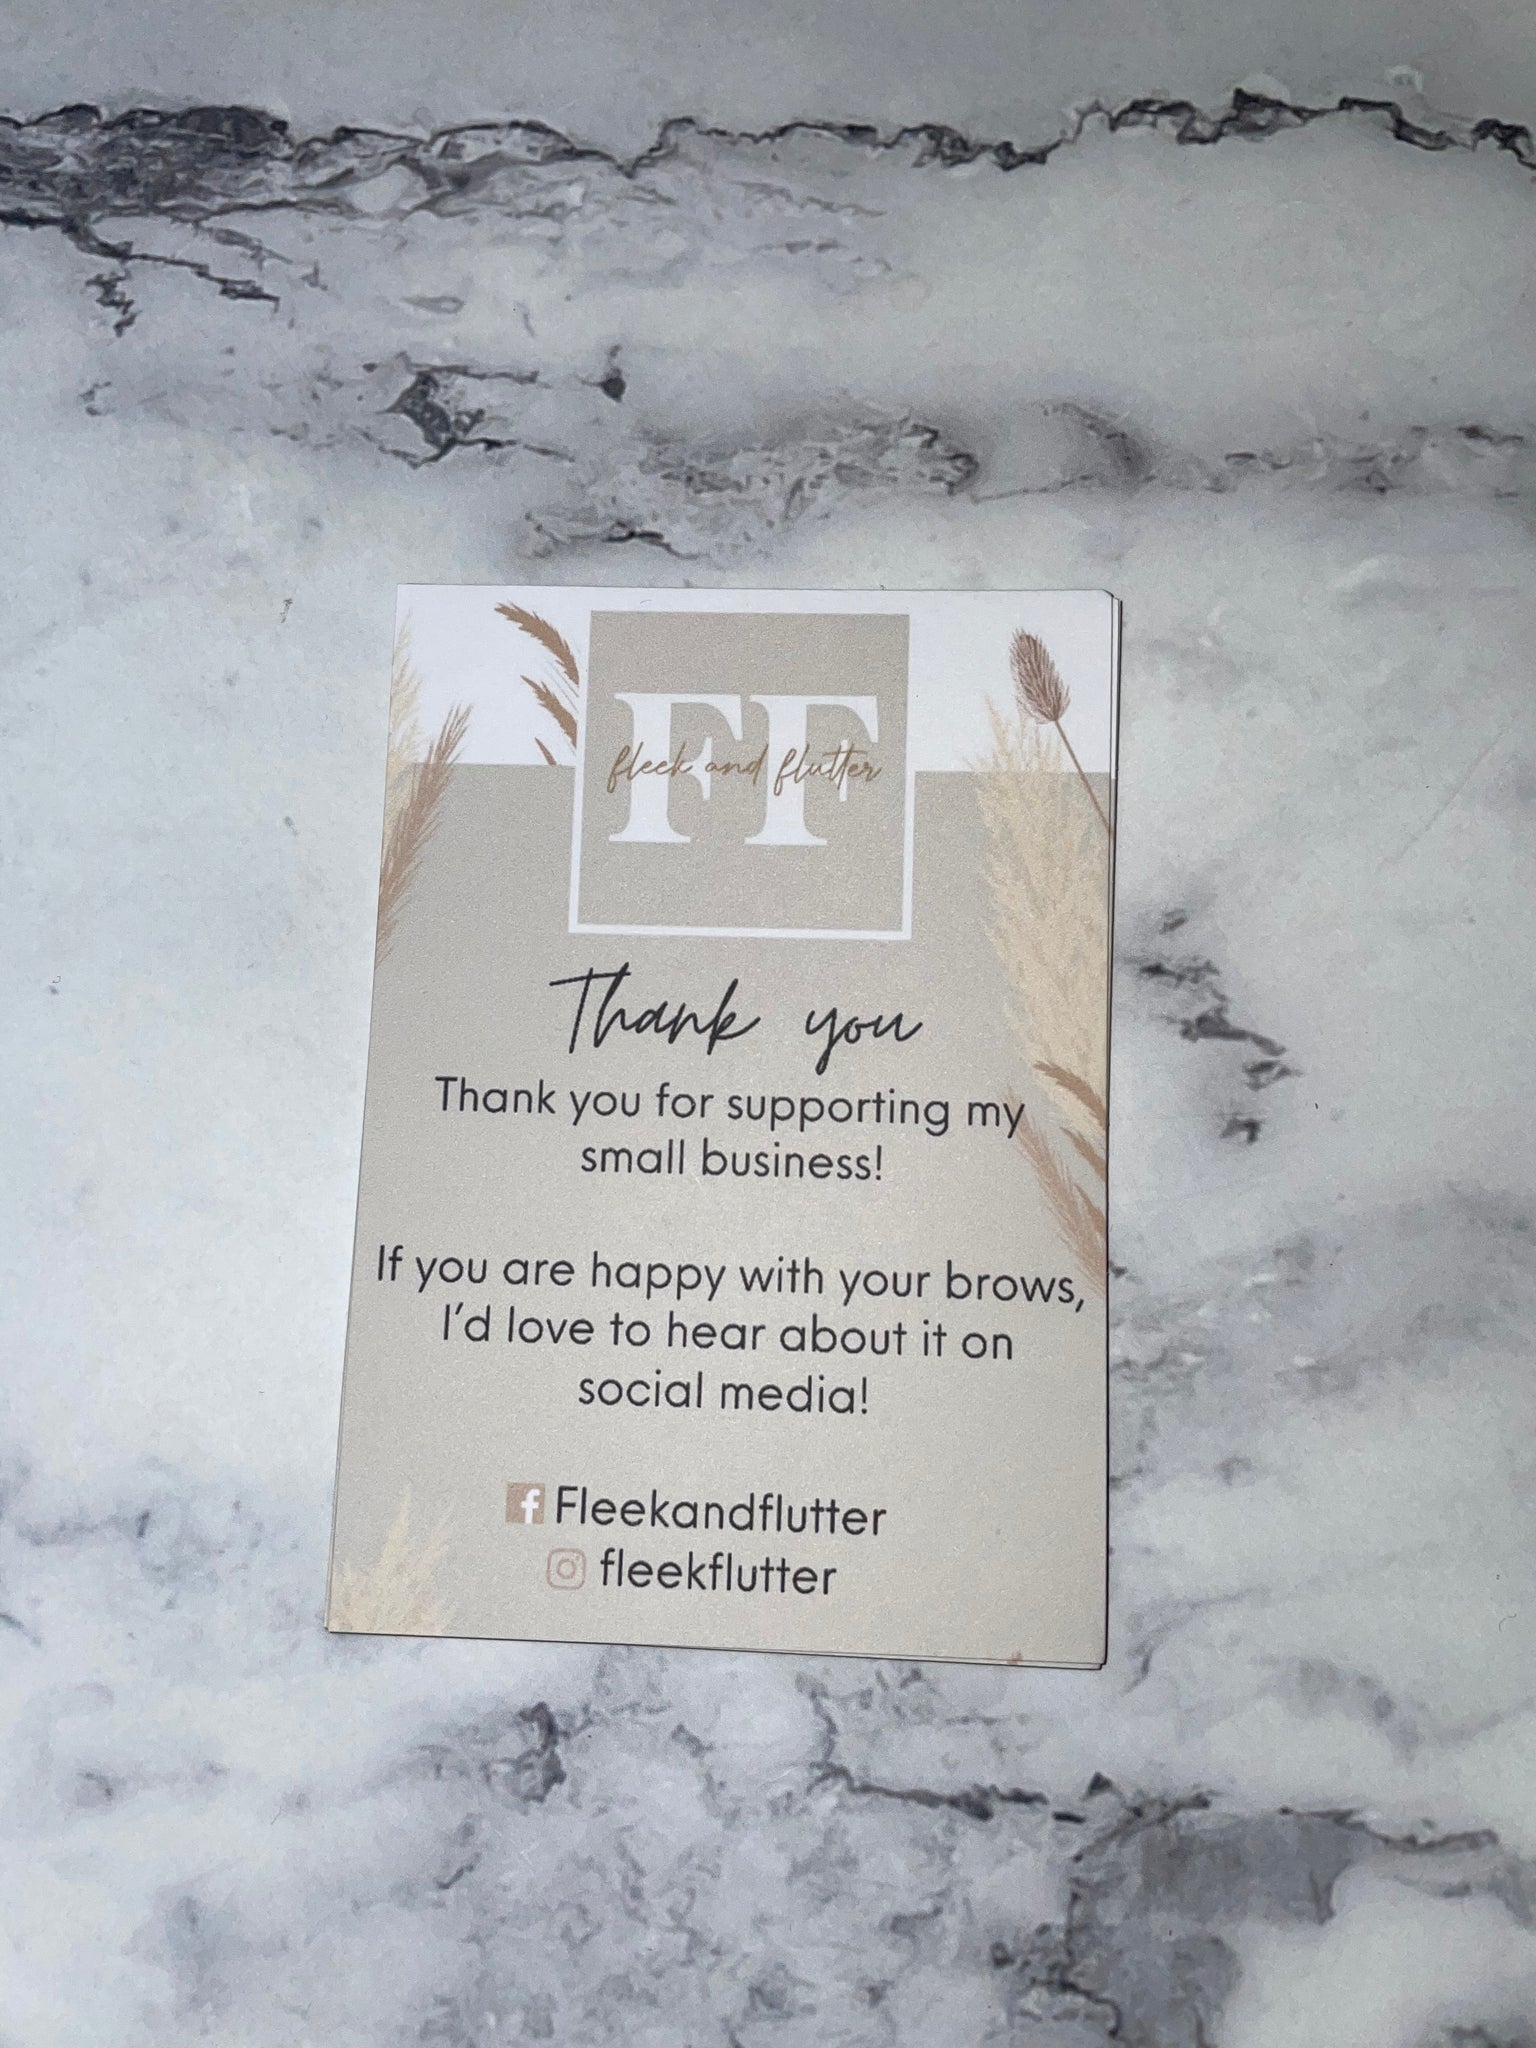 FF
fleek and flutter
Thank you
Thank you for supporting my
small business!
If you are happy with your brows,
I'd love to hear about it on
social media!
f Fleekandflutter
fleekflutter